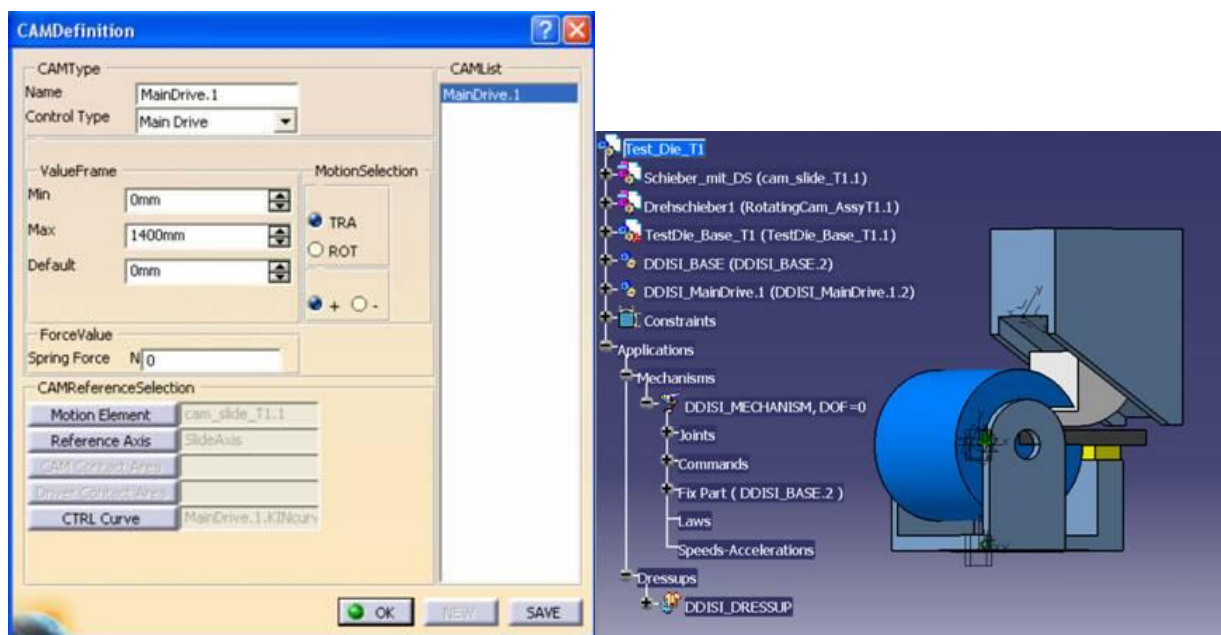 CAMDefinition
CAMType
Name MainDrive.1
Control Type Main Drive
ValueFrame
Min 0mm
Max 1400mm
Default 0mm
MotionSelection
TRA
ROT
+ -
ForceValue
Spring Force N 0
CAMReferenceSelection
Motion Element cam_slide_T1.1
Reference Axis SlideAxis
CAM Contact Area
Driver Contact Area
CTRL Curve MainDrive.1.KINcurv
CAMList
MainDrive.1
OK NEW SAVE
Test_Die_T1
Schieber_mit_DS (cam_slide_T1.1)
Drehschieber1 (RotatingCam_AssyT1.1)
TestDie_Base_T1 (TestDie_Base_T1.1)
DDISI_BASE (DDISI_BASE.2)
DDISI_MainDrive.1 (DDISI_MainDrive.1.2)
Constraints
Applications
Mechanisms
DDISI_MECHANISM, DOF=0
Joints
Commands
Fix Part ( DDISI_BASE.2 )
Laws
Speeds-Accelerations
Dressups
DDISI_DRESSUP